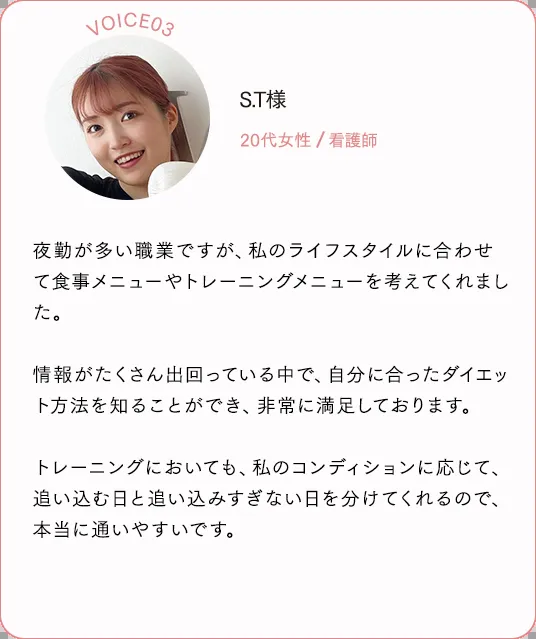 VOICE03
S.T様
20代女性 / 看護師
夜勤が多い職業ですが、私のライフスタイルに合わせ
て食事メニューやトレーニングメニューを考えてくれまし
た。
情報がたくさん出回っている中で、自分に合ったダイエッ
ト方法を知ることができ、非常に満足しております。
トレーニングにおいても、私のコンディションに応じて、
追い込む日と追い込みすぎない日を分けてくれるので、
本当に通いやすいです。